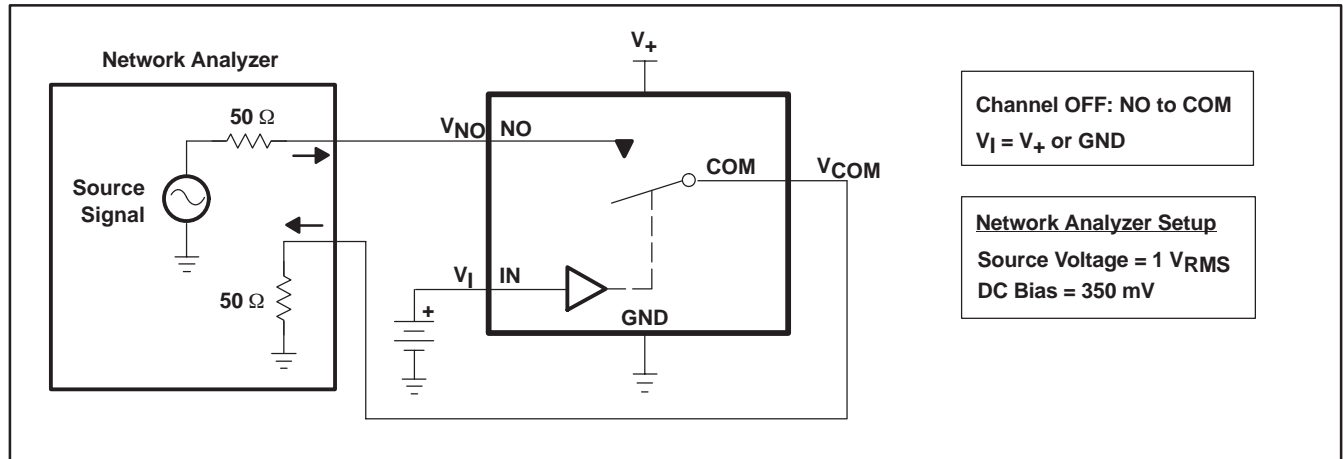 V+
Network Analyzer
50 Ω
VNO NO
COM
VCOM
Source
Signal
VI IN
+
50 Ω
GND
Channel OFF: NO to COM
VI = V+ or GND
Network Analyzer Setup
Source Voltage = 1 VRMS
DC Bias = 350 mV